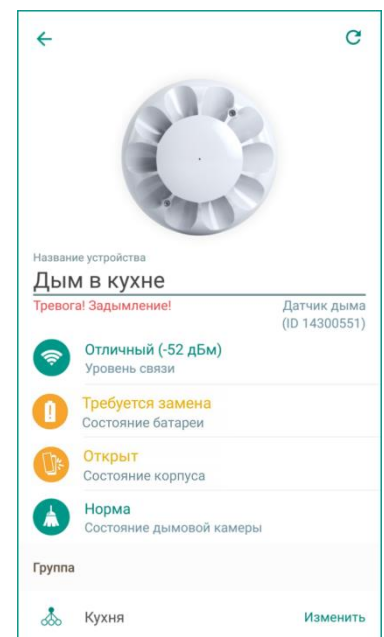 Название устройства
Дым в кухне
Тревога! Задымление!
Датчик дыма
(ID 14300551)
Отличный (-52 дБм)
Уровень связи
Требуется замена
Состояние батареи
Открыт
Состояние корпуса
Норма
Состояние дымовой камеры
Группа
Кухня Изменить